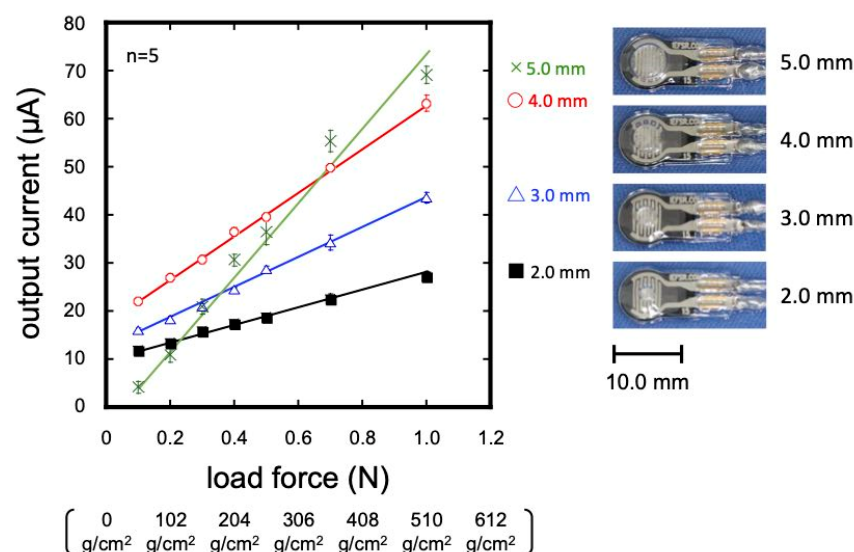 80
70
60
50
40
30
20
10
0
output current (µA)
n=5
0 0.2 0.4 0.6 0.8 1.0 1.2
load force (N)
0 102 204 306 408 510 612
g/cm² g/cm² g/cm² g/cm² g/cm² g/cm² g/cm²
5.0 mm
4.0 mm
3.0 mm
2.0 mm
5.0 mm
4.0 mm
3.0 mm
2.0 mm
10.0 mm